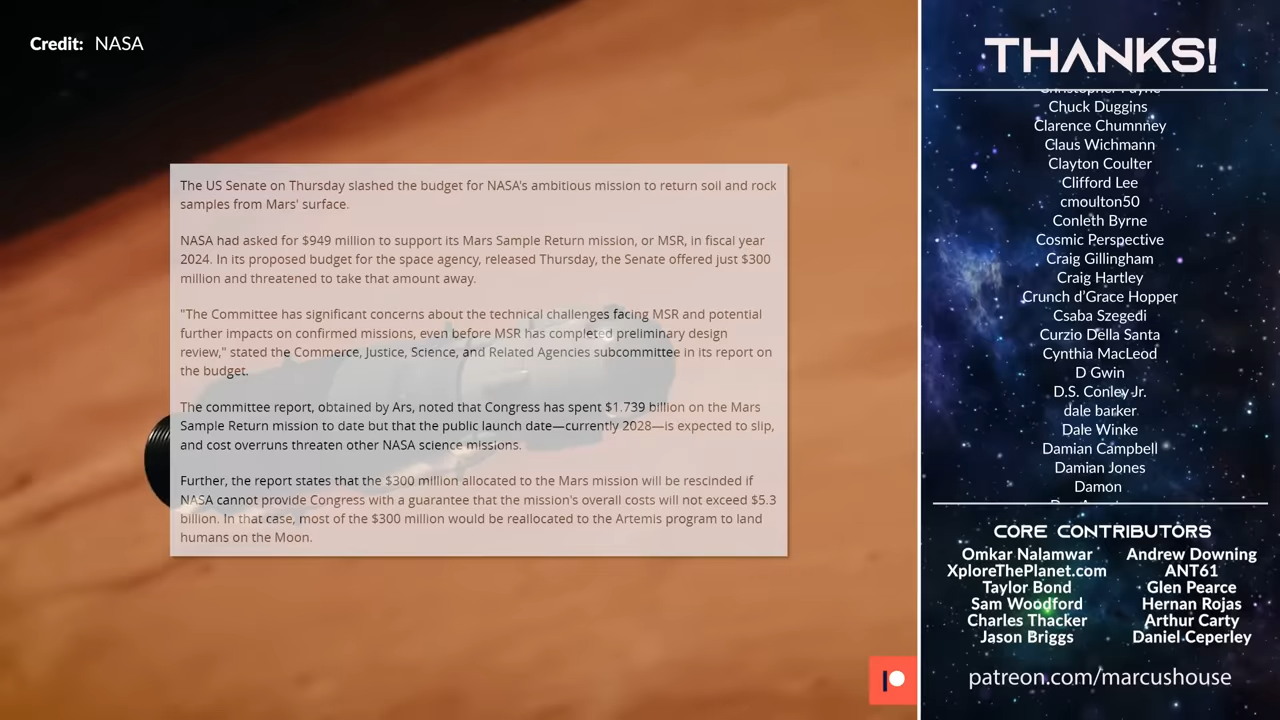 Credit: NASA
The US Senate on Thursday slashed the budget for NASA's ambitious mission to return soil and rock
samples from Mars' surface.
NASA had asked for $949 million to support its Mars Sample Return mission, or MSR, in fiscal year
2024. In its proposed budget for the space agency, released Thursday, the Senate offered just $300
million and threatened to take that amount away.
"The Committee has significant concerns about the technical challenges facing MSR and potential
further impacts on confirmed missions, even before MSR has completed preliminary design
review," stated the Commerce, Justice, Science, and Related Agencies subcommittee in its report on
the budget.
The committee report, obtained by Ars, noted that Congress has spent $1.739 billion on the Mars
Sample Return mission to date but that the public launch date—currently 2028—is expected to slip,
and cost overruns threaten other NASA science missions.
Further, the report states that the $300 million allocated to the Mars mission will be rescinded if
NASA cannot provide Congress with a guarantee that the mission's overall costs will not exceed $5.3
billion. In that case, most of the $300 million would be reallocated to the Artemis program to land
humans on the Moon.
THANKS!
Chuck Duggins
Clarence Chumnney
Claus Wichmann
Clayton Coulter
Clifford Lee
cmoulton50
Conleth Byrne
Cosmic Perspective
Craig Gillingham
Craig Hartley
Crunch d'Grace Hopper
Csaba Szegedi
Curzio Della Santa
Cynthia MacLeod
D Gwin
D.S. Conley Jr.
dale barker
Dale Winke
Damian Campbell
Damian Jones
Damon
CORE CONTRIBUTORS
Omkar Nalamwar Andrew Downing
XploreThePlanet.com ANT61
Taylor Bond Glen Pearce
Sam Woodford Hernan Rojas
Charles Thacker Arthur Carty
Jason Briggs Daniel Ceperley
patreon.com/marcushouse